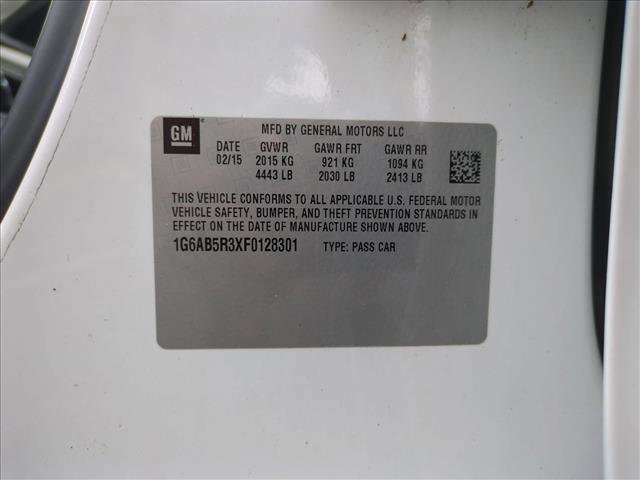 GM
MFD BY GENERAL MOTORS LLC
DATE GVWR GAWR FRT GAWR RR
02/15 2015 KG 921 KG 1094 KG
4443 LB 2030 LB 2413 LB
THIS VEHICLE CONFORMS TO ALL APPLICABLE U.S. FEDERAL MOTOR
VEHICLE SAFETY, BUMPER, AND THEFT PREVENTION STANDARDS IN
EFFECT ON THE DATE OF MANUFACTURE SHOWN ABOVE.
1G6AB5R3XF0128301 TYPE: PASS CAR